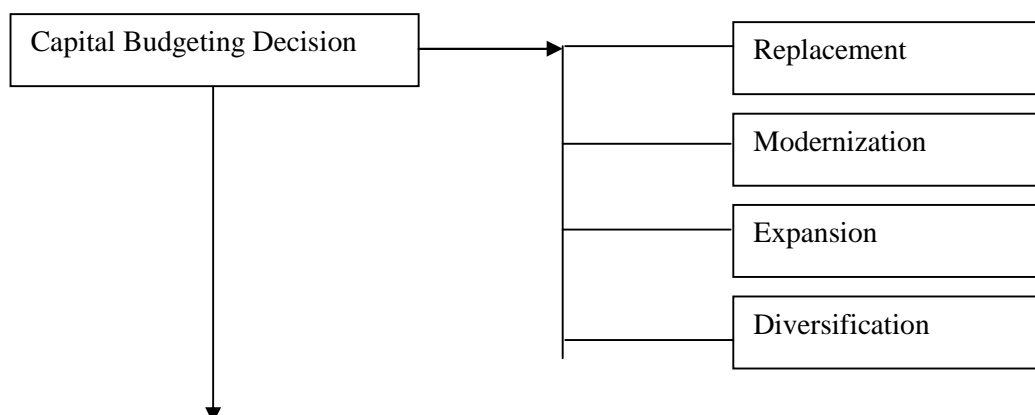 Capital Budgeting Decision
Replacement
Modernization
Expansion
Diversification